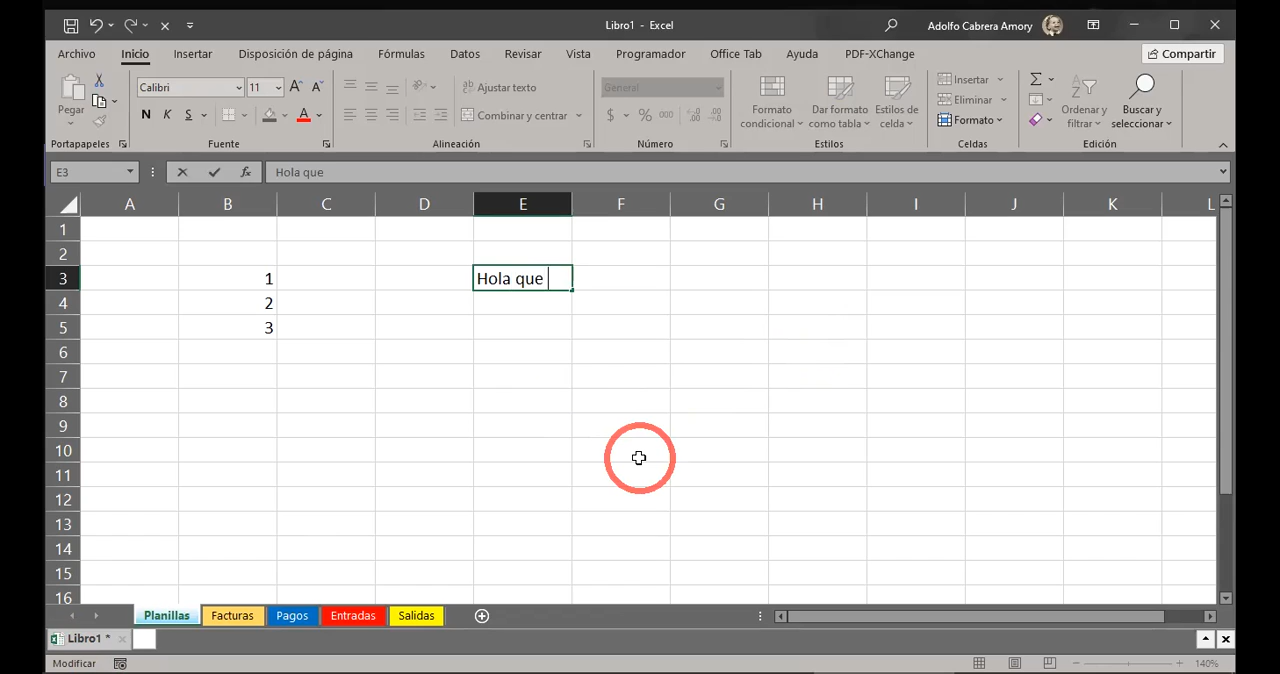 Libro1 - Excel
Adolfo Cabrera Amory
Archivo Inicio Insertar Disposición de página Fórmulas Datos Revisar Vista Programador Office Tab Ayuda PDF-XChange Compartir
Pegar
Portapapeles
Calibri 11 A A
N K S A
Fuente
ab Ajustar texto
Combinar y centrar
Alineación
General
$ % 000
Número
Formato condicional
Dar formato como tabla
Estilos de celda
Estilos
Insertar
Eliminar
Formato
Celdas
Σ
Ordenar y filtrar
Buscar y seleccionar
Edición
E3 fx Hola que
A B C D E F G H I J K L
1
2
3 1 Hola que
4 2
5 3
6
7
8
9
10
11
12
13
14
15
16
Planillas Facturas Pagos Entradas Salidas
Libro1 *
Modificar 140%